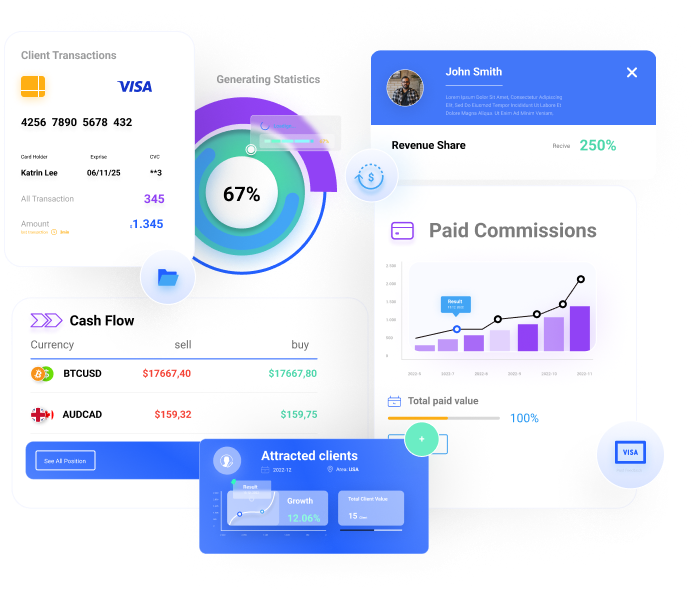 Client Transactions
VISA
4256 7890 5678 432
Card Holder
Exprise
CVC
Katrin Lee
06/11/25
**3
All Transaction
345
Amount
1.345
Generating Statistics
67%
John Smith
Lorem Ipsum Dolor Sit Amet, Consectetur Adipiscing
Elit, Sed Do Eiusmod Tempor Incididunt Ut Labore Et
Dolore Magna Aliqua. Ut Enim Ad Minim Veniam.
Revenue Share
Recive
250%
$
Paid Commissions
Result
2022-11
Total paid value
100%
+
VISA
Cash Flow
Currency
sell
buy
BTCUSD
$17667,40
$17667,80
AUDCAD
$159,32
$159,75
See All Position
Attracted clients
2022-12
Area: USA
Result
Growth
12.06%
Total Client Value
15